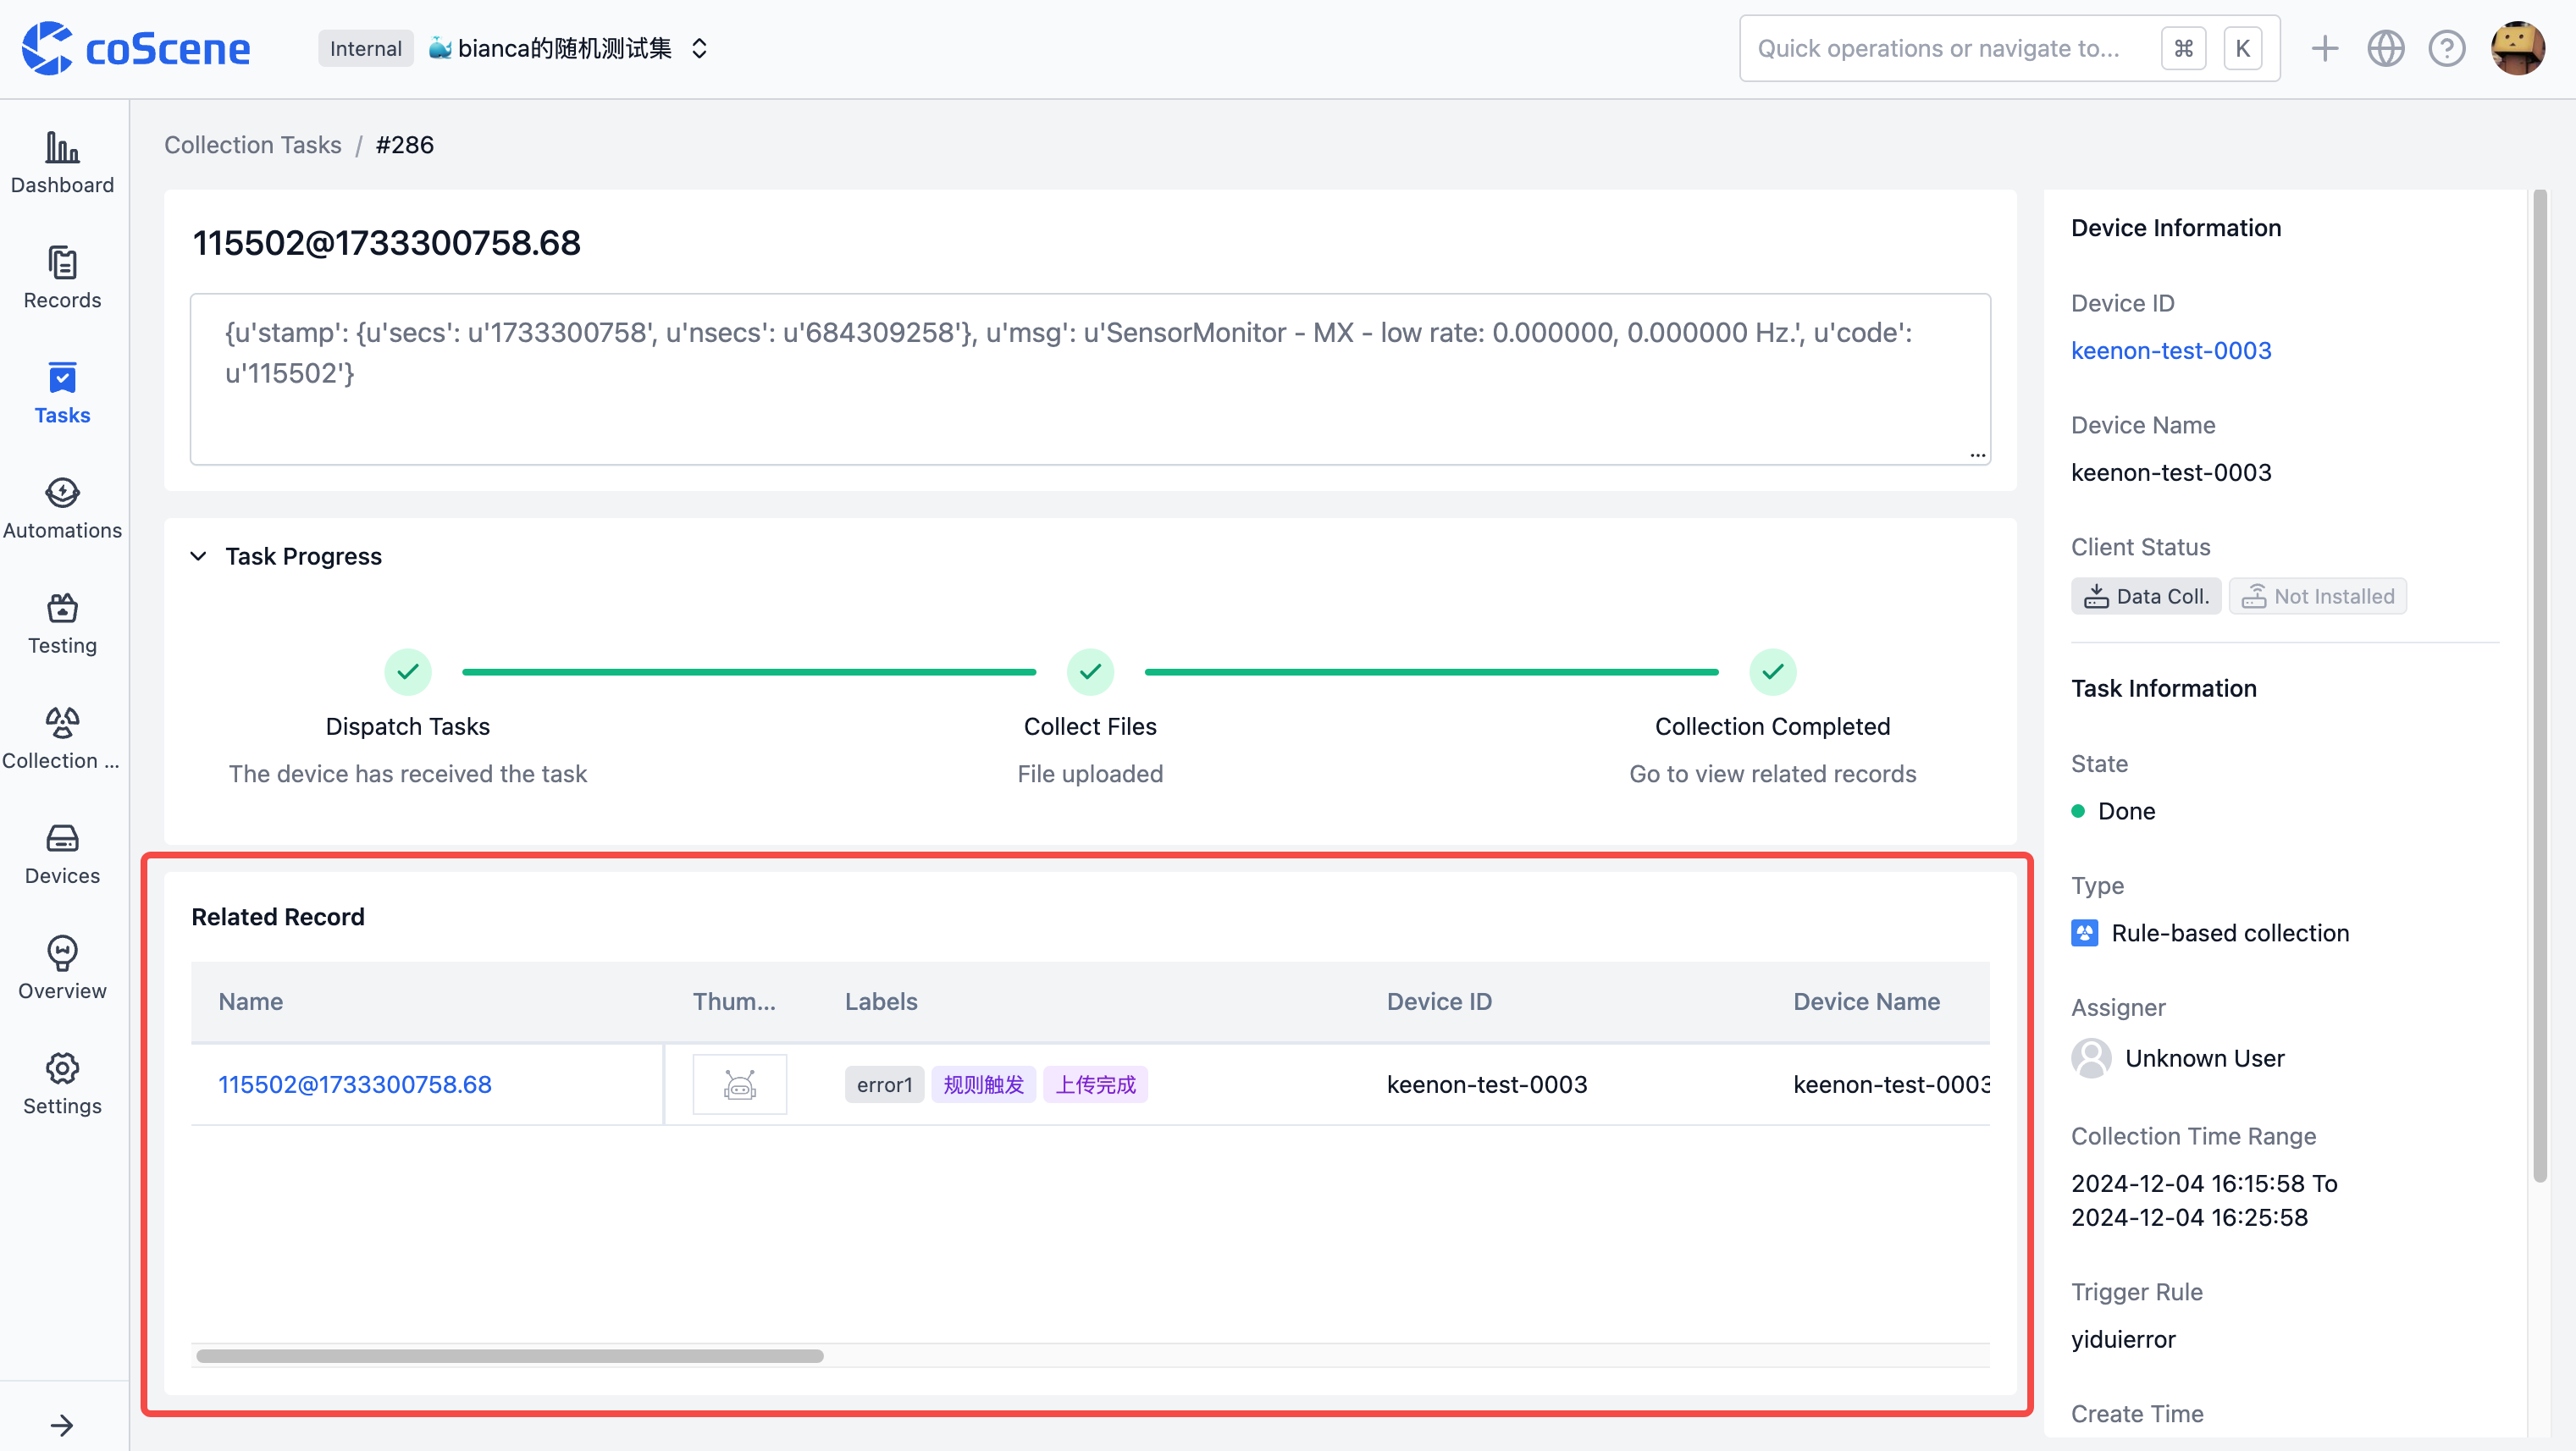 coScene
Internal
bianca的随机测试集
Quick operations or navigate to...
⌘
K
Dashboard
Records
Tasks
Automations
Testing
Collection ...
Devices
Overview
Settings
Collection Tasks / #286
115502@1733300758.68
{u'stamp': {u'secs': u'1733300758', u'nsecs': u'684309258'}, u'msg': u'SensorMonitor - MX - low rate: 0.000000, 0.000000 Hz.', u'code':
u'115502'}
...
Task Progress
Dispatch Tasks
The device has received the task
Collect Files
File uploaded
Collection Completed
Go to view related records
Related Record
Name Thum... Labels Device ID Device Name
115502@1733300758.68 error1 规则触发 上传完成 keenon-test-0003 keenon-test-0003
Device Information
Device ID
keenon-test-0003
Device Name
keenon-test-0003
Client Status
Data Coll. Not Installed
Task Information
State
Done
Type
Rule-based collection
Assigner
Unknown User
Collection Time Range
2024-12-04 16:15:58 To
2024-12-04 16:25:58
Trigger Rule
yiduierror
Create Time